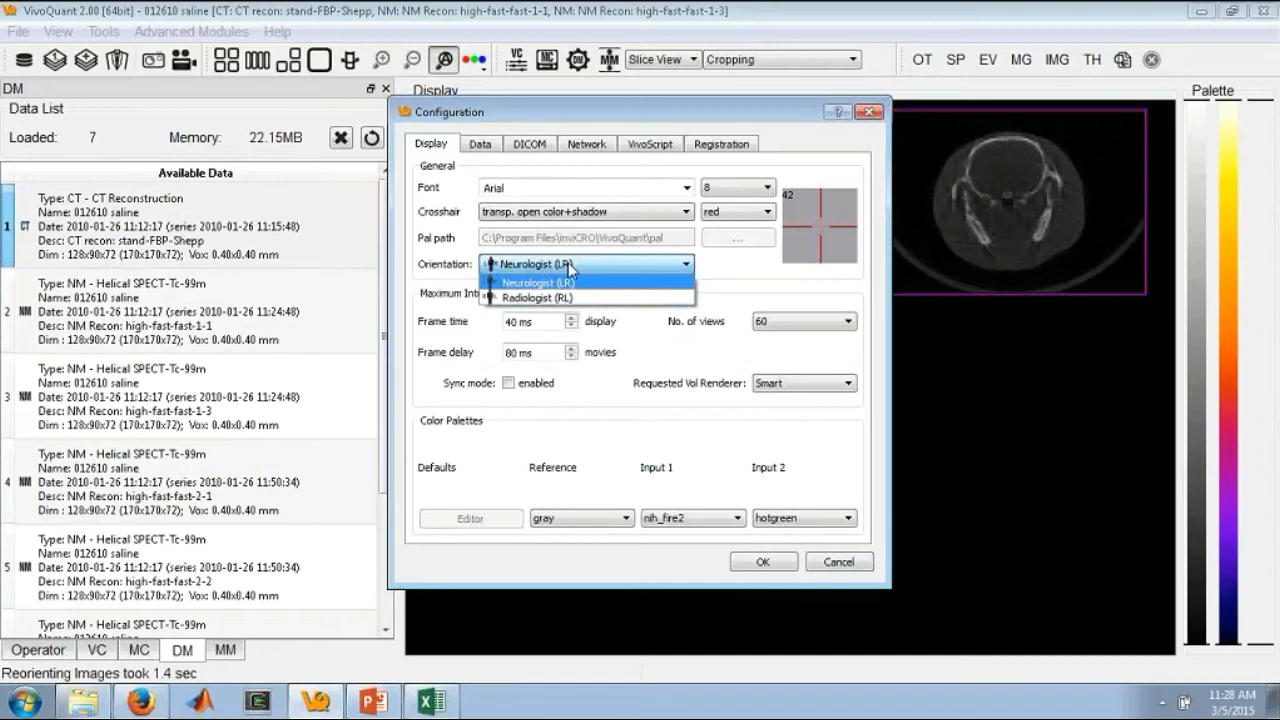 VivoQuant 2.00 [64bit] - 012610 saline [CT: CT recon: stand-FBP-Shepp, NM: NM Recon: high-fast-fast-1-1, NM: NM Recon: high-fast-fast-1-3]
File View Tools Advanced Modules Help
VC MC MM Slice View Cropping OT SP EV MG IMG TH
DM
Data List
Loaded: 7 Memory: 22.15MB
Available Data
1 CT Type: CT - CT Reconstruction
Name: 012610 saline
Date: 2010-01-26 11:12:17 (series 2010-01-26 11:15:48)
Desc: CT recon: stand-FBP-Shepp
Dim : 128x90x72 (170x170x72); Vox: 0.40x0.40 mm
2 NM Type: NM - Helical SPECT-Tc-99m
Name: 012610 saline
Date: 2010-01-26 11:12:17 (series 2010-01-26 11:24:48)
Desc: NM Recon: high-fast-fast-1-1
Dim : 128x90x72 (170x170x72); Vox: 0.40x0.40 mm
3 NM Type: NM - Helical SPECT-Tc-99m
Name: 012610 saline
Date: 2010-01-26 11:12:17 (series 2010-01-26 11:24:48)
Desc: NM Recon: high-fast-fast-1-3
Dim : 128x90x72 (170x170x72); Vox: 0.40x0.40 mm
4 NM Type: NM - Helical SPECT-Tc-99m
Name: 012610 saline
Date: 2010-01-26 11:12:17 (series 2010-01-26 11:50:34)
Desc: NM Recon: high-fast-fast-2-1
Dim : 128x90x72 (170x170x72); Vox: 0.40x0.40 mm
5 NM Type: NM - Helical SPECT-Tc-99m
Name: 012610 saline
Date: 2010-01-26 11:12:17 (series 2010-01-26 11:50:34)
Desc: NM Recon: high-fast-fast-2-2
Dim : 128x90x72 (170x170x72); Vox: 0.40x0.40 mm
Type: NM - Helical SPECT-Tc-99m
Operator VC MC DM MM
Reorienting Images took 1.4 sec
Display
Palette
Configuration
Display Data DICOM Network VivoScript Registration
General
Font Arial 8
Crosshair transp. open color+shadow red
42
Pal path C:\Program Files\inviCRO\VivoQuant\pal ...
Orientation: Neurologist (LR)
Neurologist (LR)
Radiologist (RL)
Maximum Int
Frame time 40 ms display No. of views 60
Frame delay 80 ms movies
Sync mode: enabled Requested Vol Renderer: Smart
Color Palettes
Defaults Reference Input 1 Input 2
Editor gray nih_fire2 hotgreen
OK Cancel
11:28 AM
3/5/2015